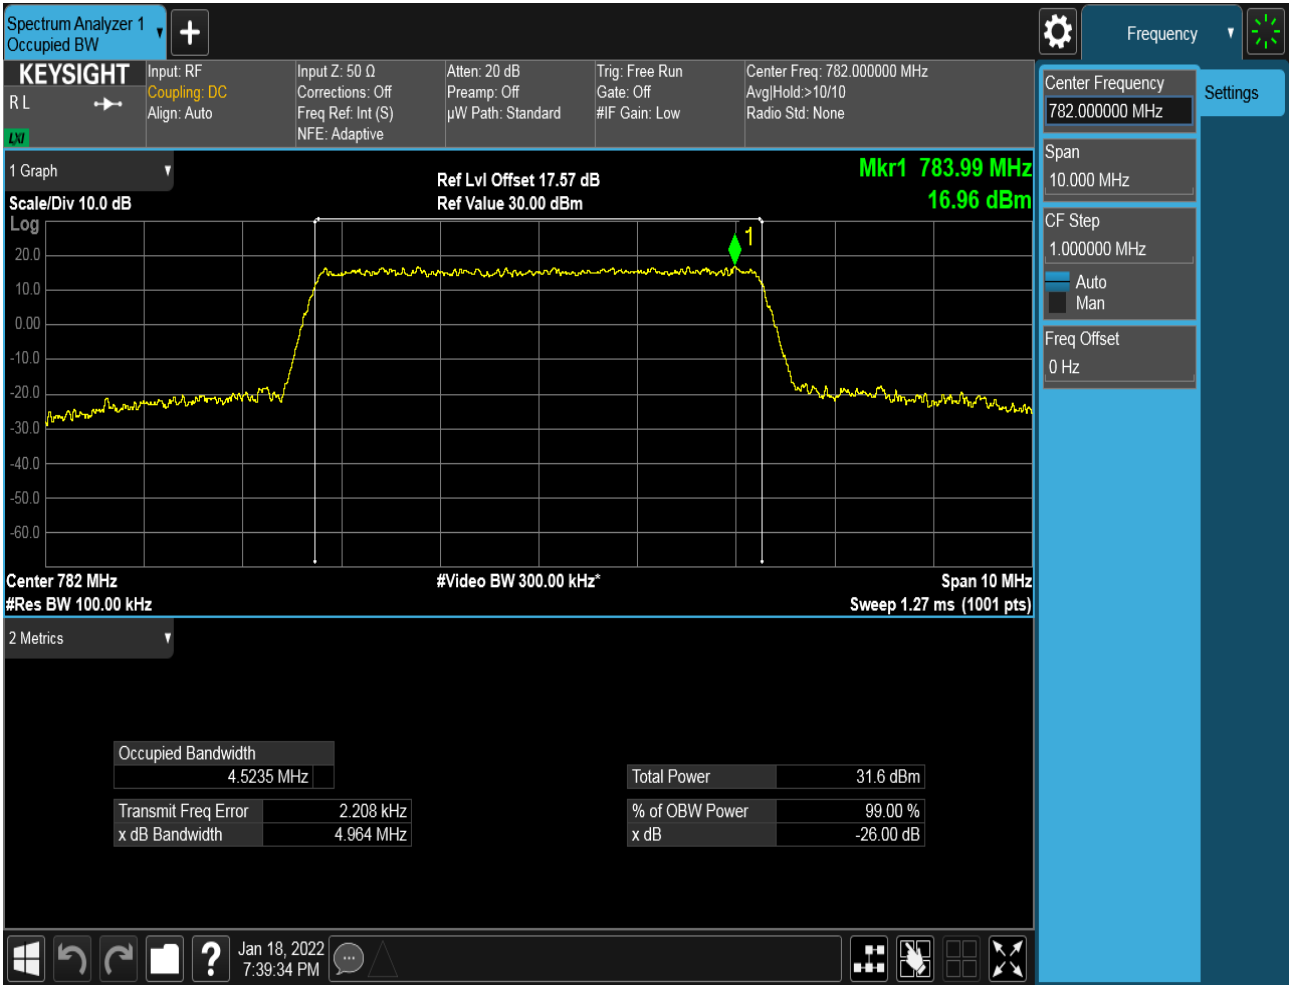 Spectrum Analyzer 1
Occupied BW
Frequency
KEYSIGHT
R L
LXI
Input: RF
Coupling: DC
Align: Auto
Input Z: 50 Ω
Corrections: Off
Freq Ref: Int (S)
NFE: Adaptive
Atten: 20 dB
Preamp: Off
µW Path: Standard
Trig: Free Run
Gate: Off
#IF Gain: Low
Center Freq: 782.000000 MHz
Avg|Hold:>10/10
Radio Std: None
Center Frequency
782.000000 MHz
Settings
Span
10.000 MHz
CF Step
1.000000 MHz
Auto
Man
Freq Offset
0 Hz
1 Graph
Scale/Div 10.0 dB
Log
Ref Lvl Offset 17.57 dB
Ref Value 30.00 dBm
Mkr1 783.99 MHz
16.96 dBm
1
20.0
10.0
0.00
-10.0
-20.0
-30.0
-40.0
-50.0
-60.0
Center 782 MHz
#Video BW 300.00 kHz*
Span 10 MHz
#Res BW 100.00 kHz
Sweep 1.27 ms (1001 pts)
2 Metrics
Occupied Bandwidth
4.5235 MHz
Total Power 31.6 dBm
Transmit Freq Error 2.208 kHz
% of OBW Power 99.00 %
x dB Bandwidth 4.964 MHz
x dB -26.00 dB
?
Jan 18, 2022
7:39:34 PM